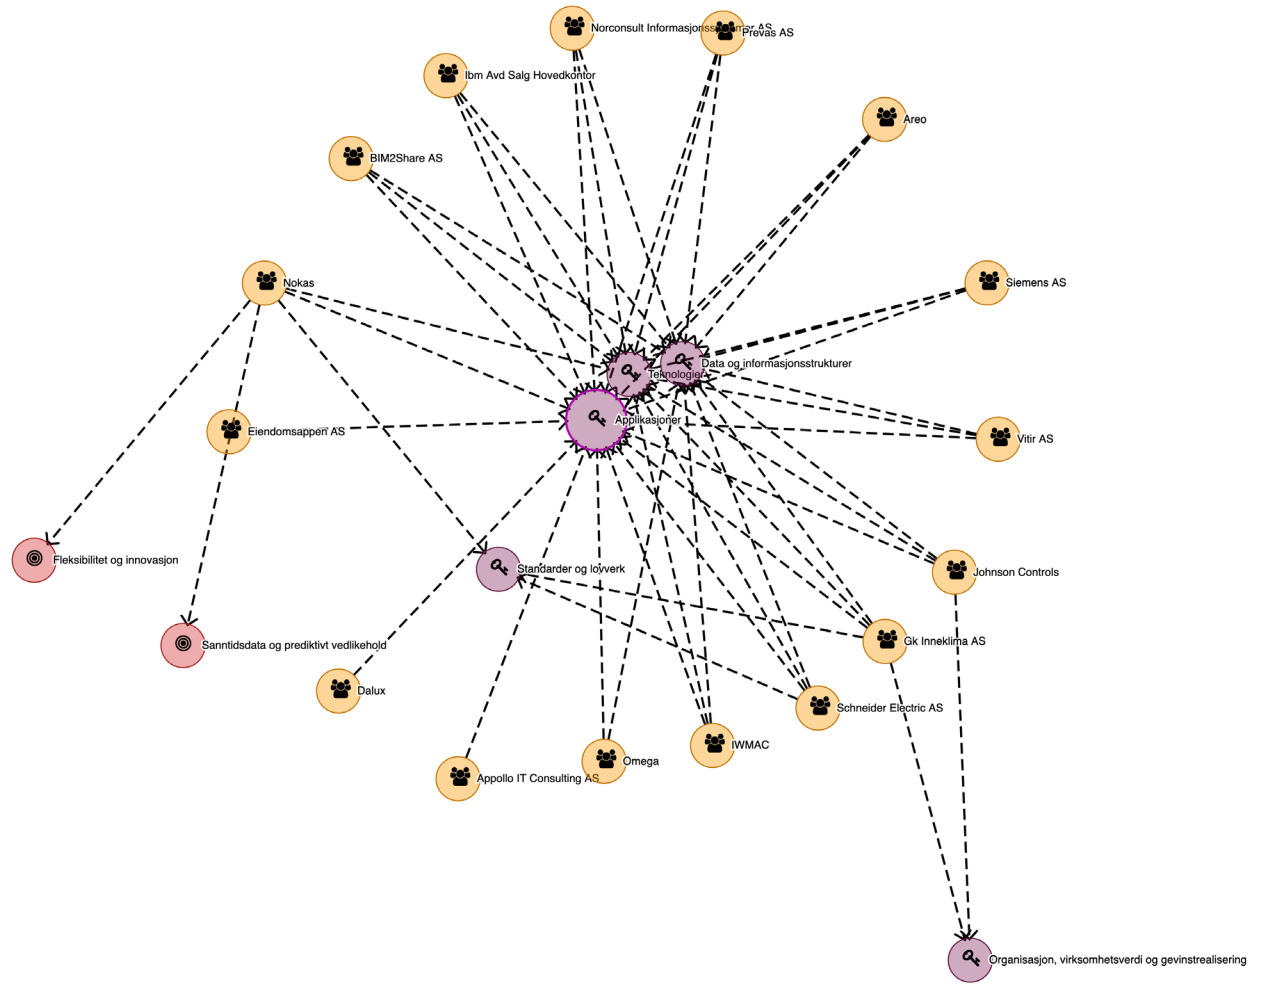 Norconsult Informasjonssystemer AS
Prevas AS
Ibm Avd Salg Hovedkontor
Areo
BIM2Share AS
Nokas
Siemens AS
Data og informasjonsstrukturer
Teknologier
Applikasjoner
Eiendomsappen AS
Vitir AS
Fleksibilitet og innovasjon
Standarder og lovverk
Johnson Controls
Sanntidsdata og prediktivt vedlikehold
Gk Inneklima AS
Dalux
Schneider Electric AS
IWMAC
Omega
Appollo IT Consulting AS
Organisasjon, virksomhetsverdi og gevinstrealisering